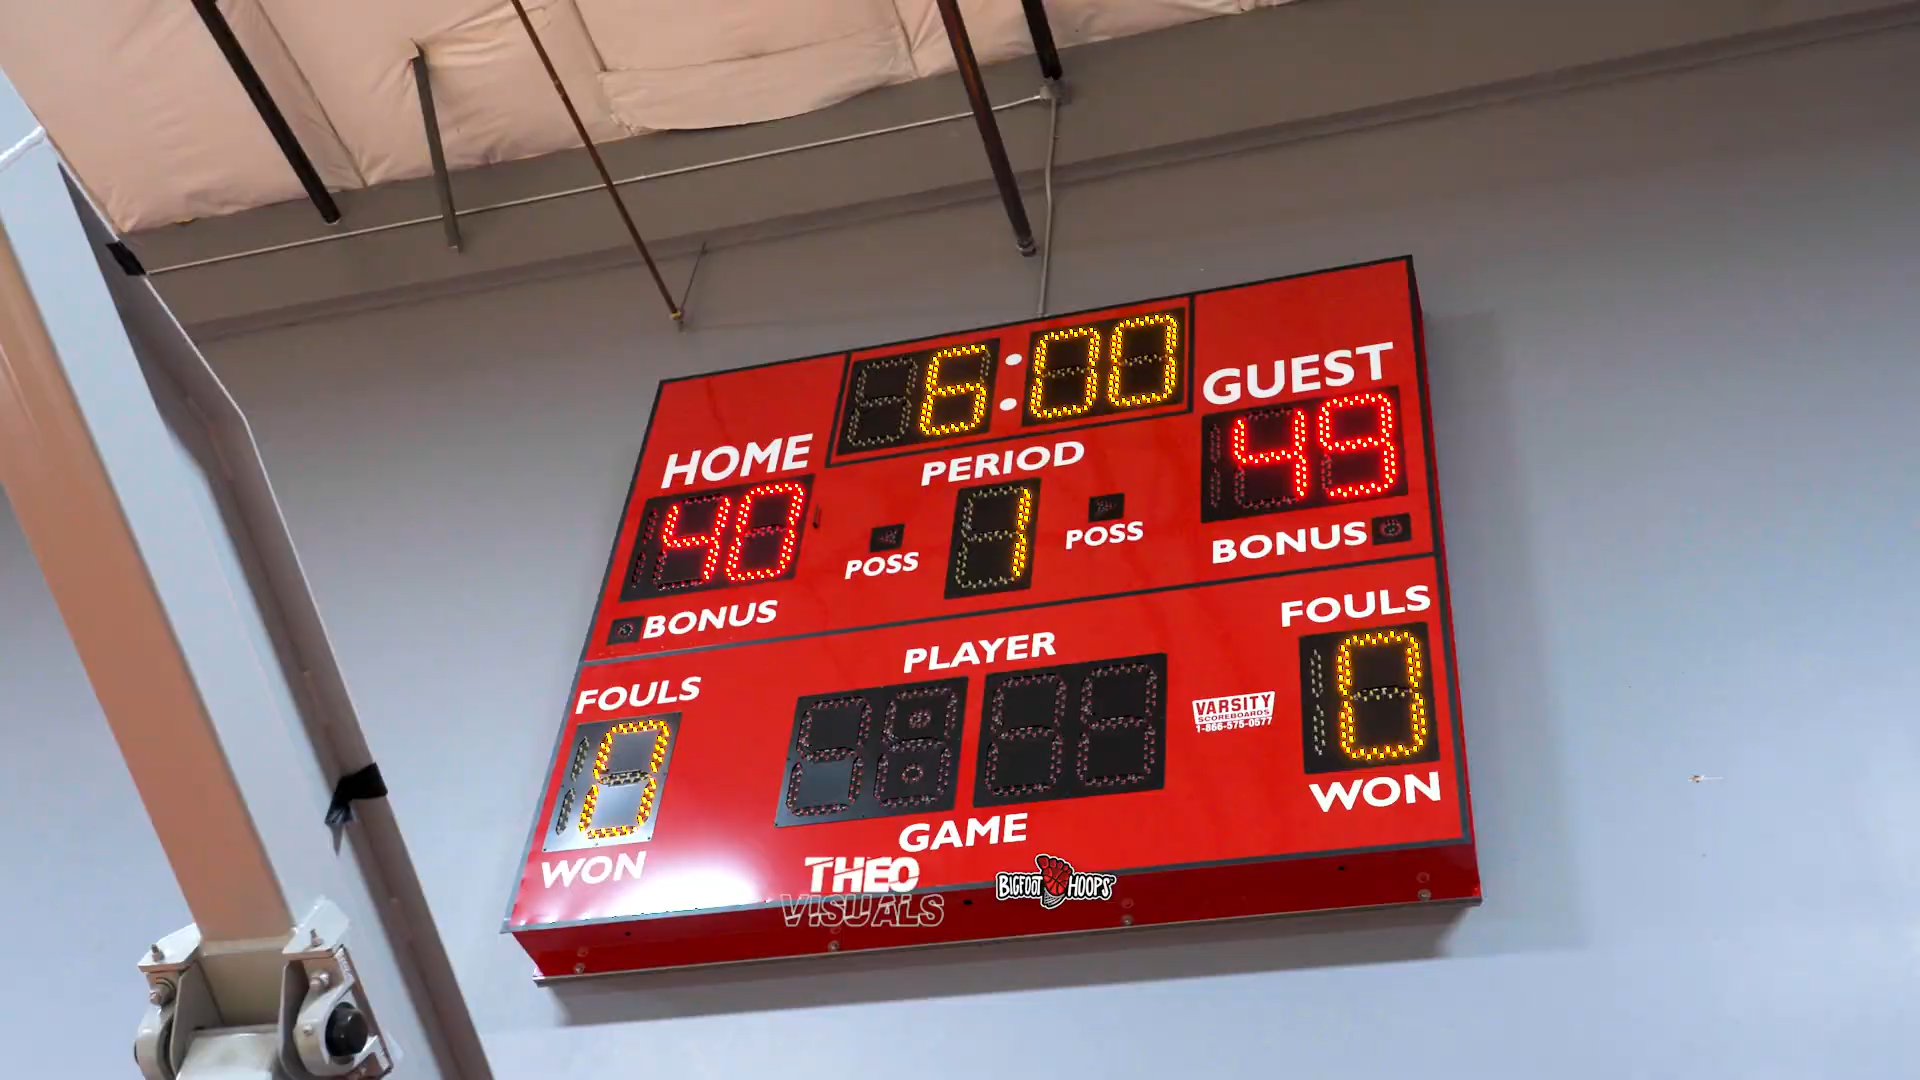 6:00
GUEST
HOME
PERIOD
49
40
1
POSS
POSS
BONUS
BONUS
FOULS
PLAYER
FOULS
0
0
VARSITY
SCOREBOARDS
1-866-575-0577
WON
GAME
WON
THEO
VISUALS
BIGFOOT HOOPS